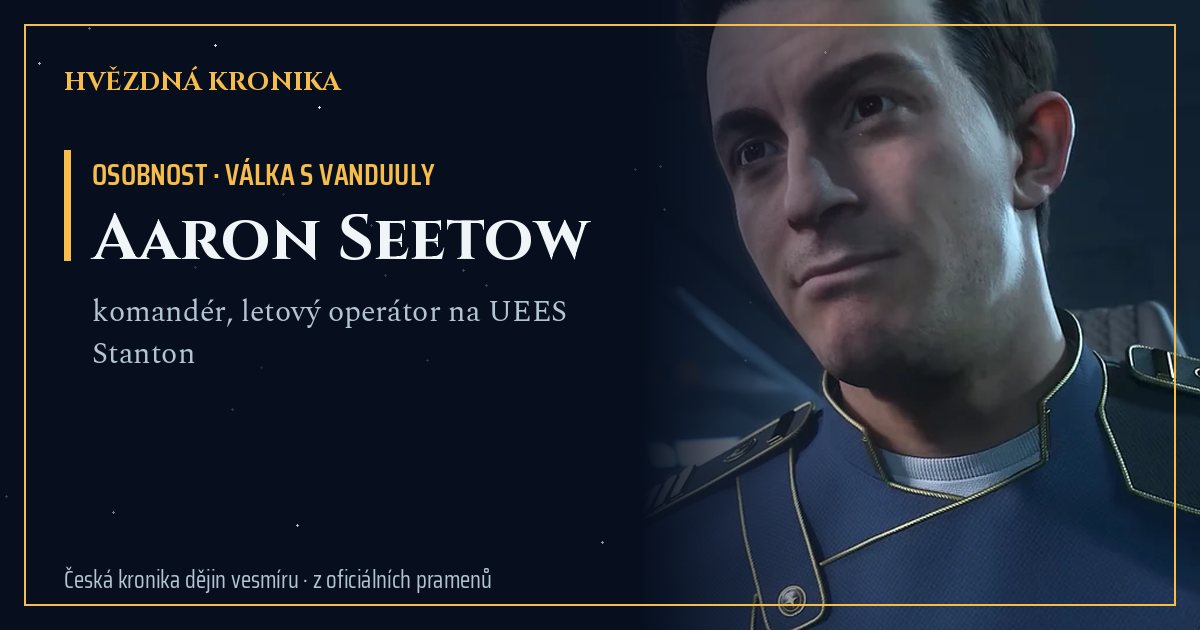 HVĚZDNÁ KRONIKA
OSOBNOST · VÁLKA S VANDUULY
Aaron Seetow
komandér, letový operátor na UEES
Stanton
Česká kronika dějin vesmíru · z oficiálních pramenů